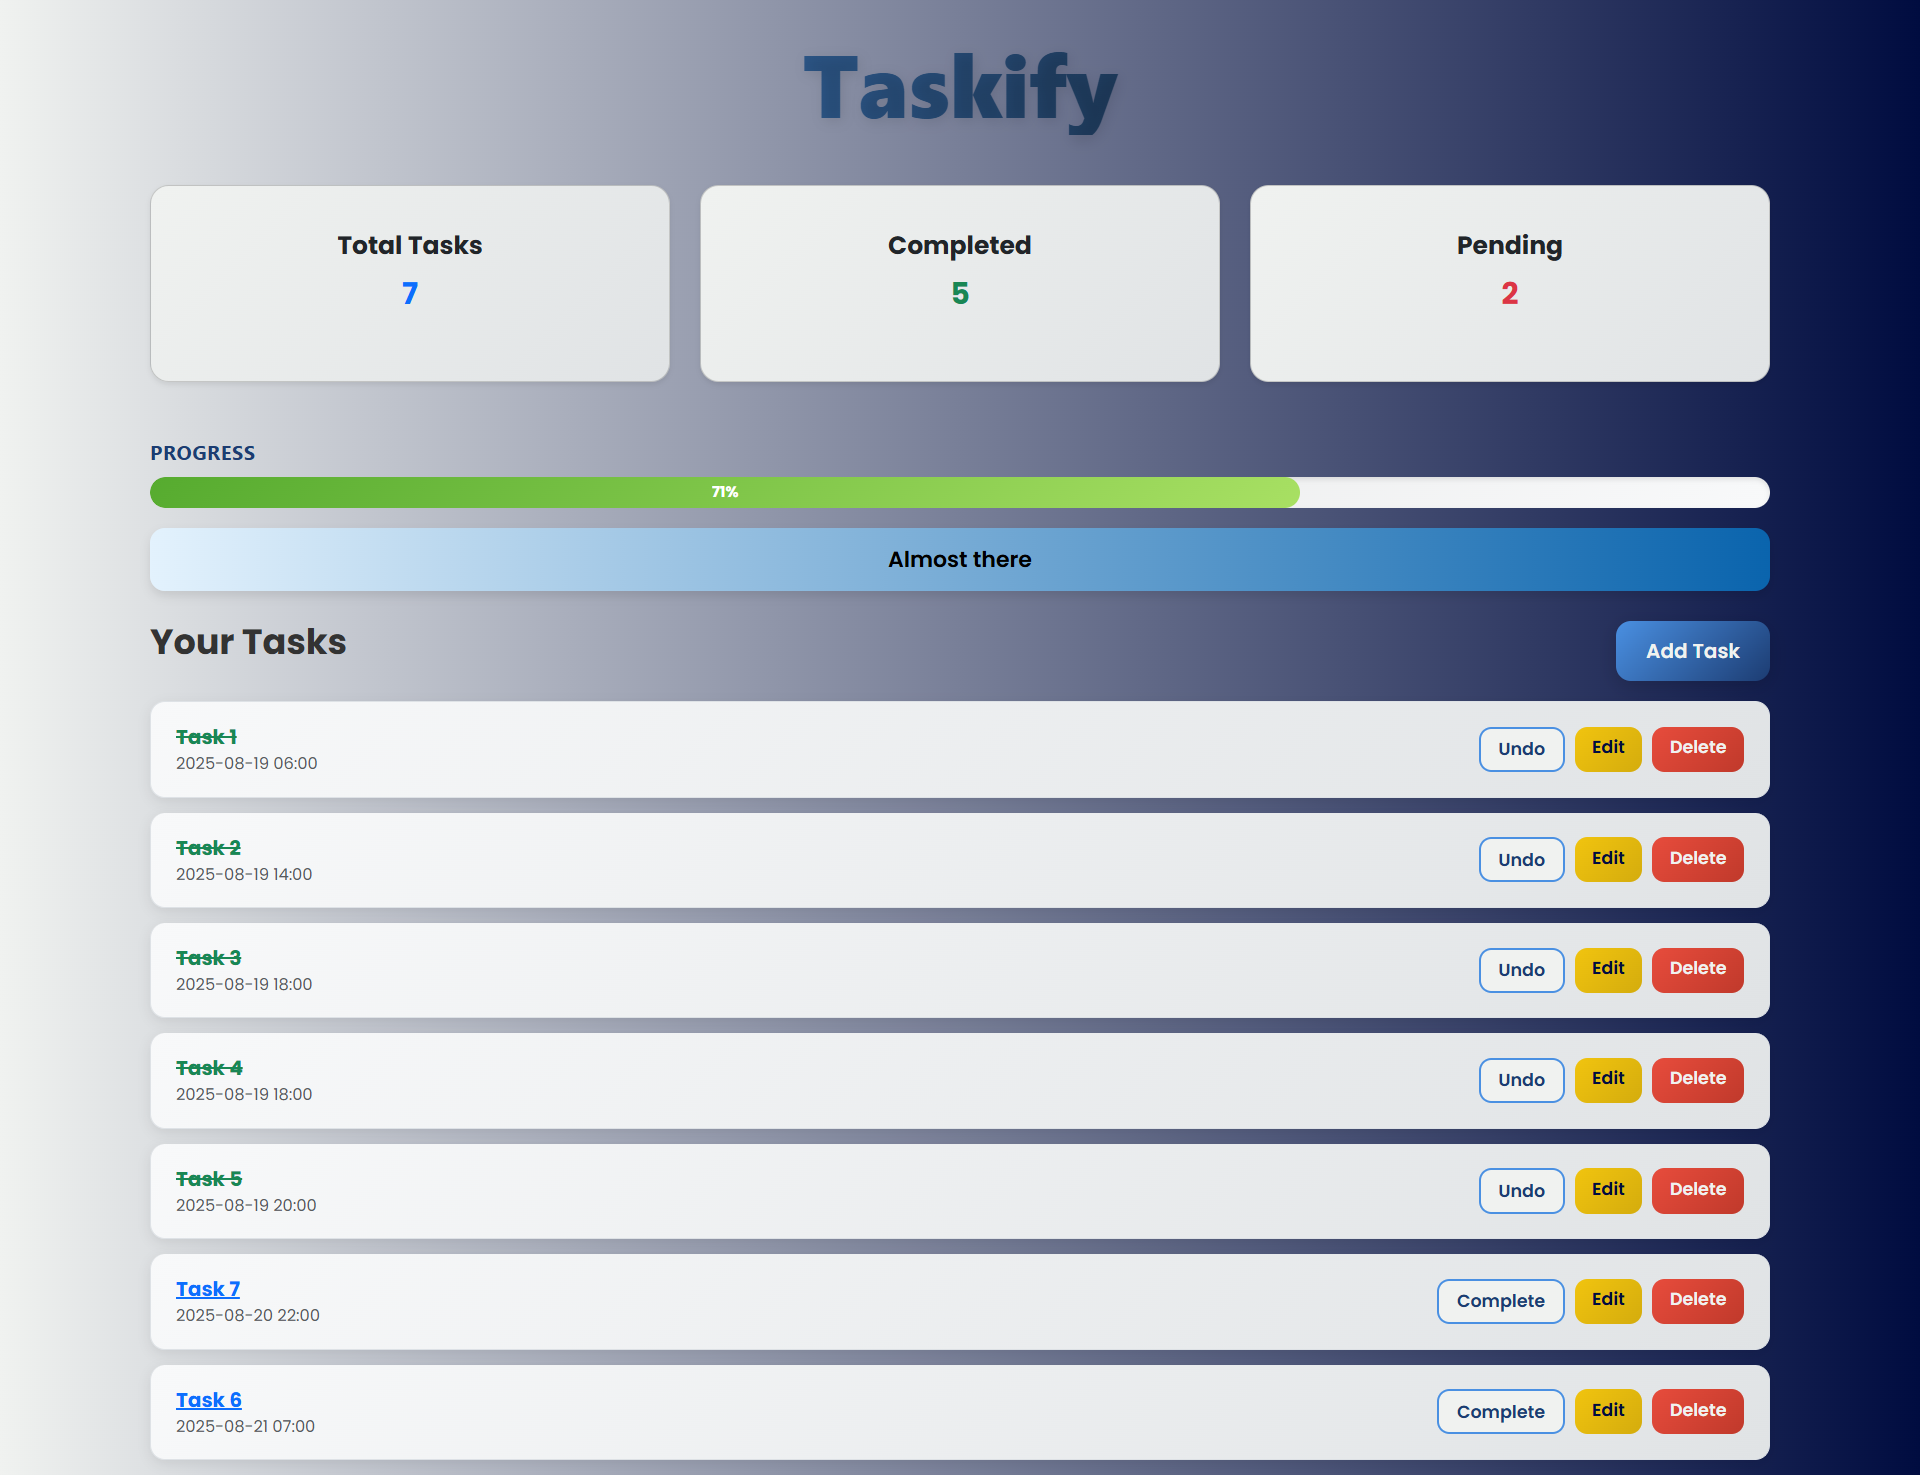 Taskify
Total Tasks
7
Completed
5
Pending
2
PROGRESS
71%
Almost there
Your Tasks
Add Task
Task 1
2025-08-19 06:00
Undo Edit Delete
Task 2
2025-08-19 14:00
Undo Edit Delete
Task 3
2025-08-19 18:00
Undo Edit Delete
Task 4
2025-08-19 18:00
Undo Edit Delete
Task 5
2025-08-19 20:00
Undo Edit Delete
Task 7
2025-08-20 22:00
Complete Edit Delete
Task 6
2025-08-21 07:00
Complete Edit Delete